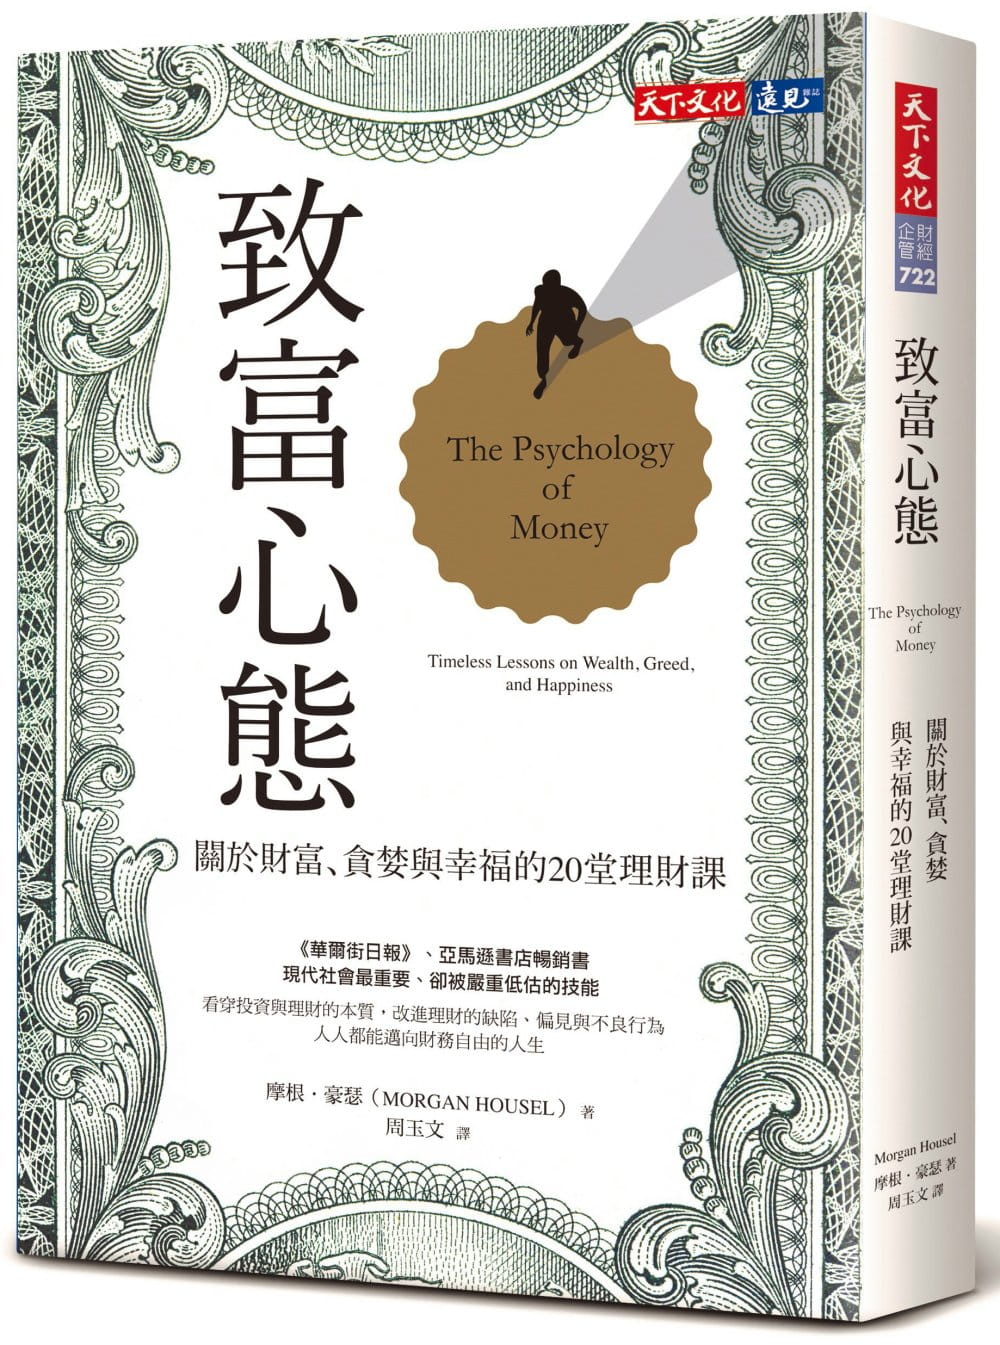 天下文化
遠見雜誌
致富心態
The Psychology
of
Money
Timeless Lessons on Wealth, Greed,
and Happiness
關於財富、貪婪與幸福的20堂理財課
《華爾街日報》、亞馬遜書店暢銷書
現代社會最重要、卻被嚴重低估的技能
看穿投資與理財的本質，改進理財的缺陷、偏見與不良行為
人人都能邁向財務自由的人生
摩根·豪瑟（MORGAN HOUSEL） 著
周玉文 譯
天下文化
財經
企管
722
致富心態
The Psychology
of
Money
關於財富、貪婪
與幸福的20堂理財課
Morgan Housel
摩根·豪瑟 著
周玉文 譯